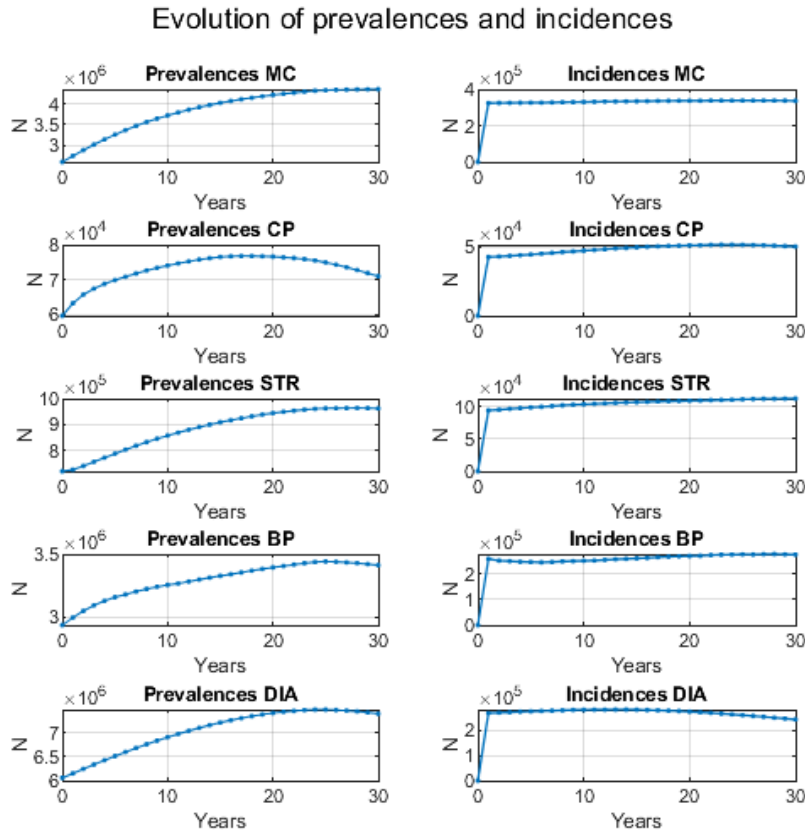 Evolution of prevalences and incidences
×10^6 Prevalences MC
N
4
3.5
3
0 10 20 30
Years
×10^5 Incidences MC
N
4
2
0
0 10 20 30
Years
×10^4 Prevalences CP
N
8
7
6
0 10 20 30
Years
×10^4 Incidences CP
N
5
0
0 10 20 30
Years
×10^5 Prevalences STR
N
10
9
8
0 10 20 30
Years
×10^4 Incidences STR
N
10
5
0
0 10 20 30
Years
×10^6 Prevalences BP
N
3.5
3
0 10 20 30
Years
×10^5 Incidences BP
N
2
1
0
0 10 20 30
Years
×10^6 Prevalences DIA
N
7
6.5
6
0 10 20 30
Years
×10^5 Incidences DIA
N
2
1
0
0 10 20 30
Years